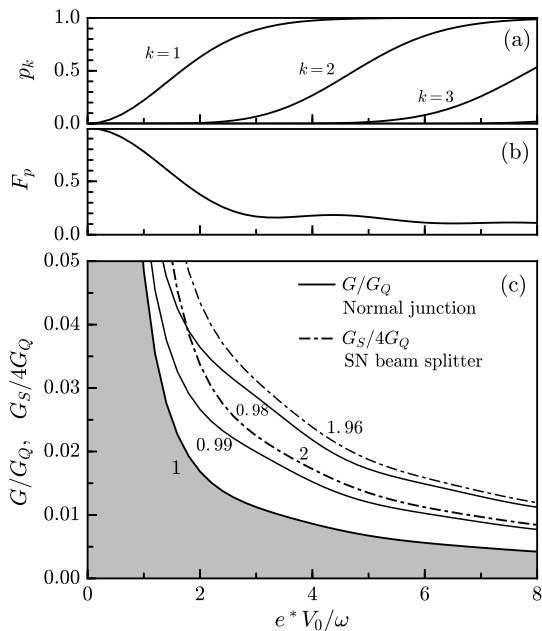 1.0
0.5
0.0
p_k
k=1
k=2
k=3
(a)
0.5
0.0
F_p
(b)
0.05
0.04
0.03
0.02
0.01
0.00
G/G_Q, G_S/4G_Q
(c)
G/G_Q
Normal junction
G_S/4G_Q
SN beam splitter
0.98
1.96
0.99
2
1
0 2 4 6 8
e*V_0/ω